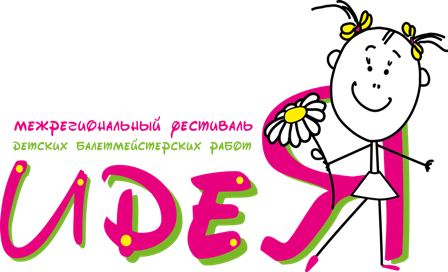 межрегиональный фестиваль
детских балетмейстерских работ
ИДЕЯ